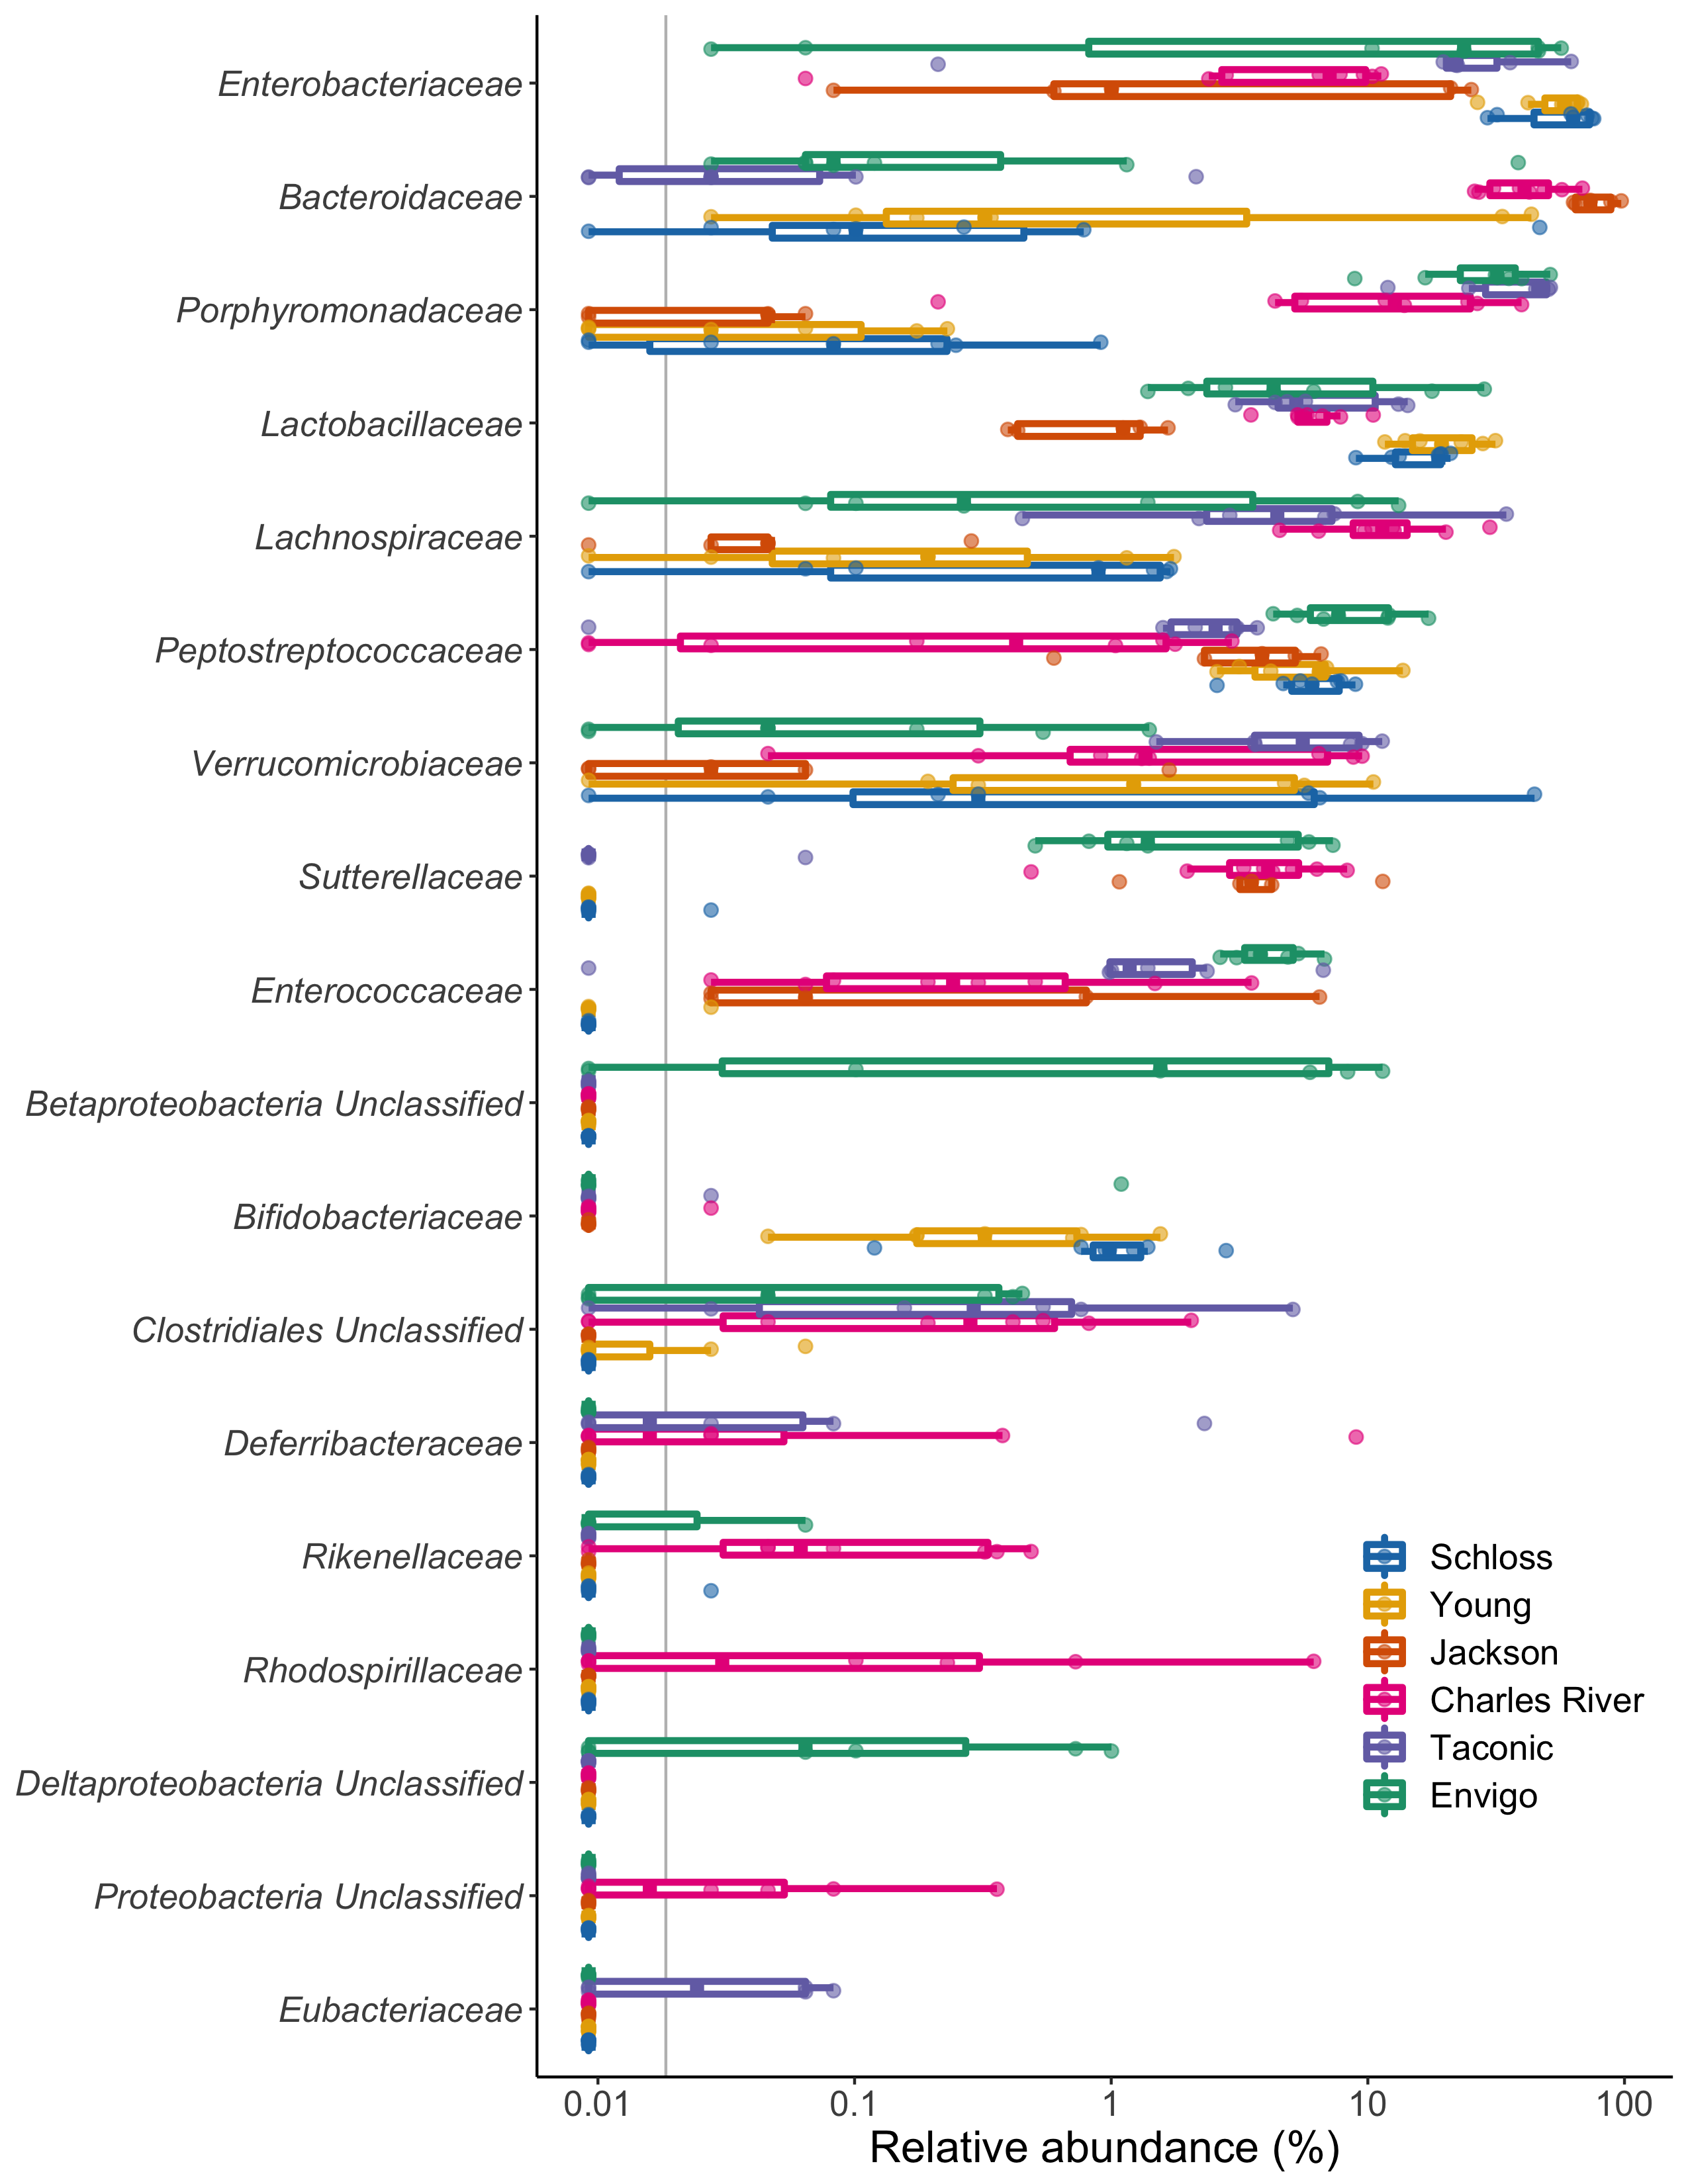 Enterobacteriaceae
Bacteroidaceae
Porphyromonadaceae
Lactobacillaceae
Lachnospiraceae
Peptostreptococcaceae
Verrucomicrobiaceae
Sutterellaceae
Enterococcaceae
Betaproteobacteria Unclassified
Bifidobacteriaceae
Clostridiales Unclassified
Deferribacteraceae
Rikenellaceae
Rhodospirillaceae
Deltaproteobacteria Unclassified
Proteobacteria Unclassified
Eubacteriaceae
Schloss
Young
Jackson
Charles River
Taconic
Envigo
0.01 0.1 1 10 100
Relative abundance (%)